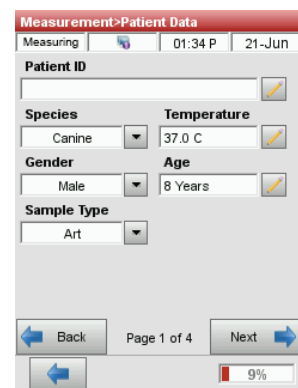 Measurement>Patient Data
Measuring 01:34 P 21-Jun
Patient ID
Species Temperature
Canine 37.0 C
Gender Age
Male 8 Years
Sample Type
Art
Back Page 1 of 4 Next
9%